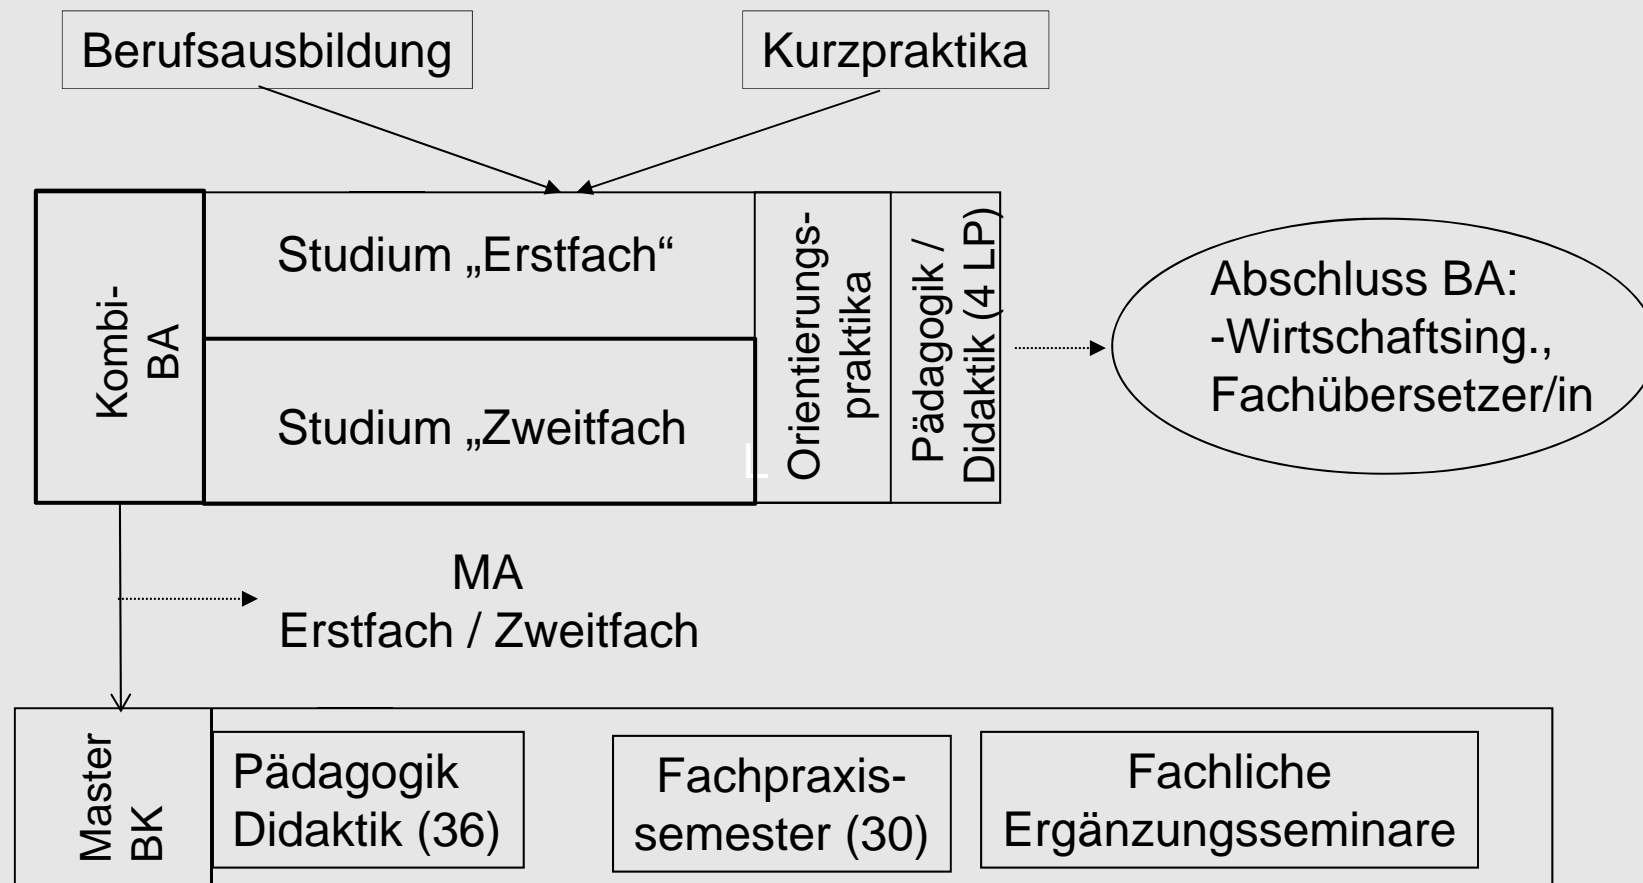 Berufsausbildung
Kurzpraktika
Kombi-
BA
Studium „Erstfach“
Studium „Zweitfach
L
Orientierungs-
praktika
Pädagogik /
Didaktik (4 LP)
Abschluss BA:
-Wirtschaftsing.,
Fachübersetzer/in
MA
Erstfach / Zweitfach
Master
BK
Pädagogik
Didaktik (36)
Fachpraxis-
semester (30)
Fachliche
Ergänzungsseminare